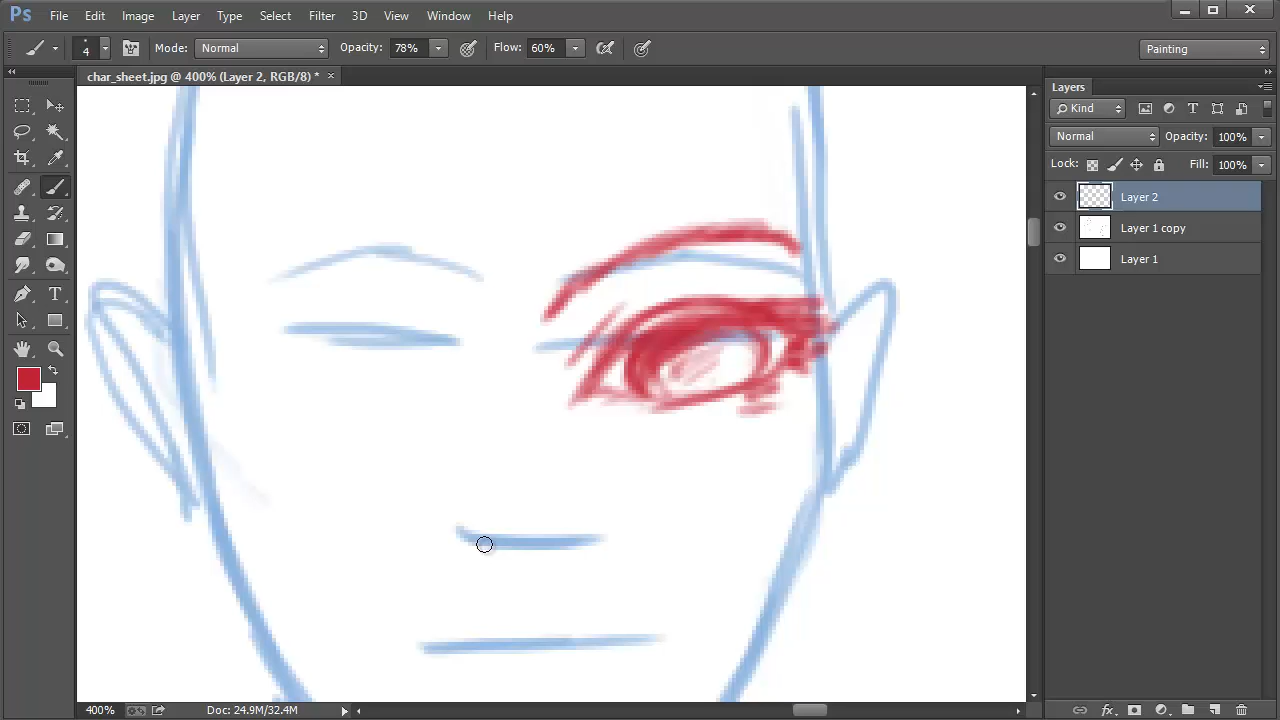 Ps File Edit Image Layer Type Select Filter 3D View Window Help
4 Mode: Normal Opacity: 78% Flow: 60% Painting
char_sheet.jpg @ 400% (Layer 2, RGB/8) * ×
Layers
Kind
Normal Opacity: 100%
Lock: Fill: 100%
Layer 2
Layer 1 copy
Layer 1
400% Doc: 24.9M/32.4M